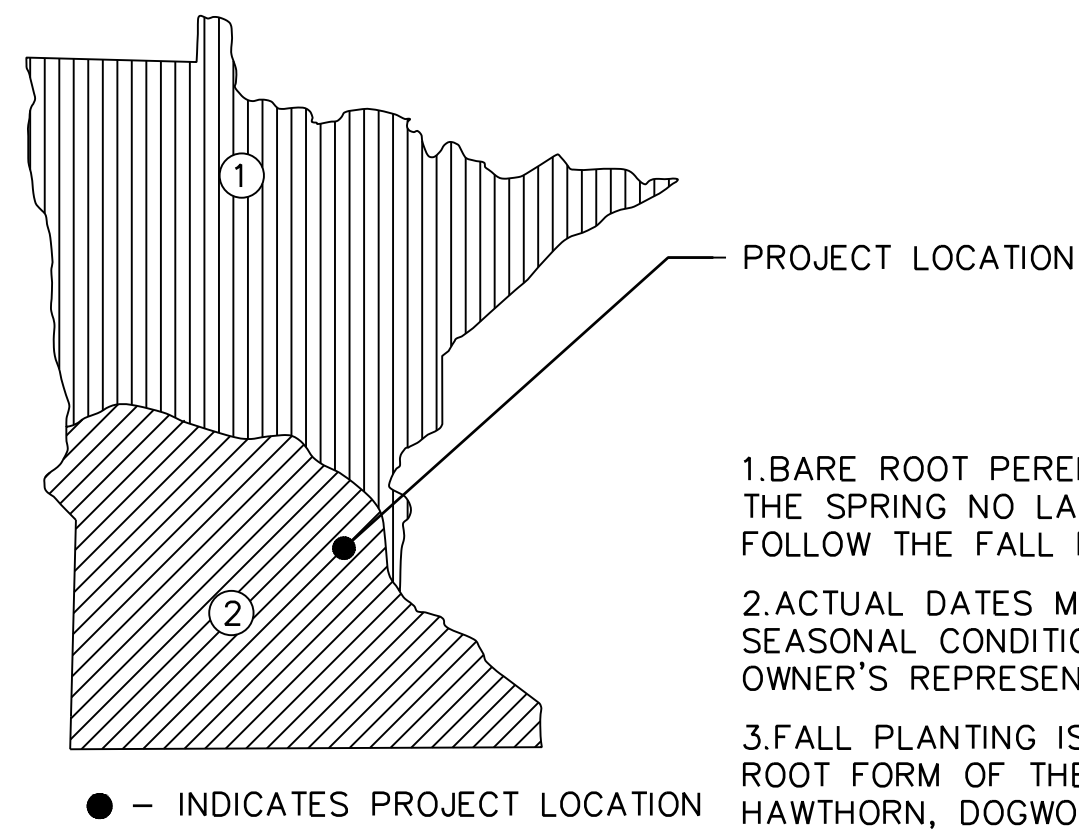 1
PROJECT LOCATION
2
● – INDICATES PROJECT LOCATION
1.BARE ROOT
THE SPRING NO
FOLLOW THE FALL
2.ACTUAL DATES
SEASONAL
OWNER'S
3.FALL PLANTING IS
ROOT FORM OF THE
HAWTHORN,